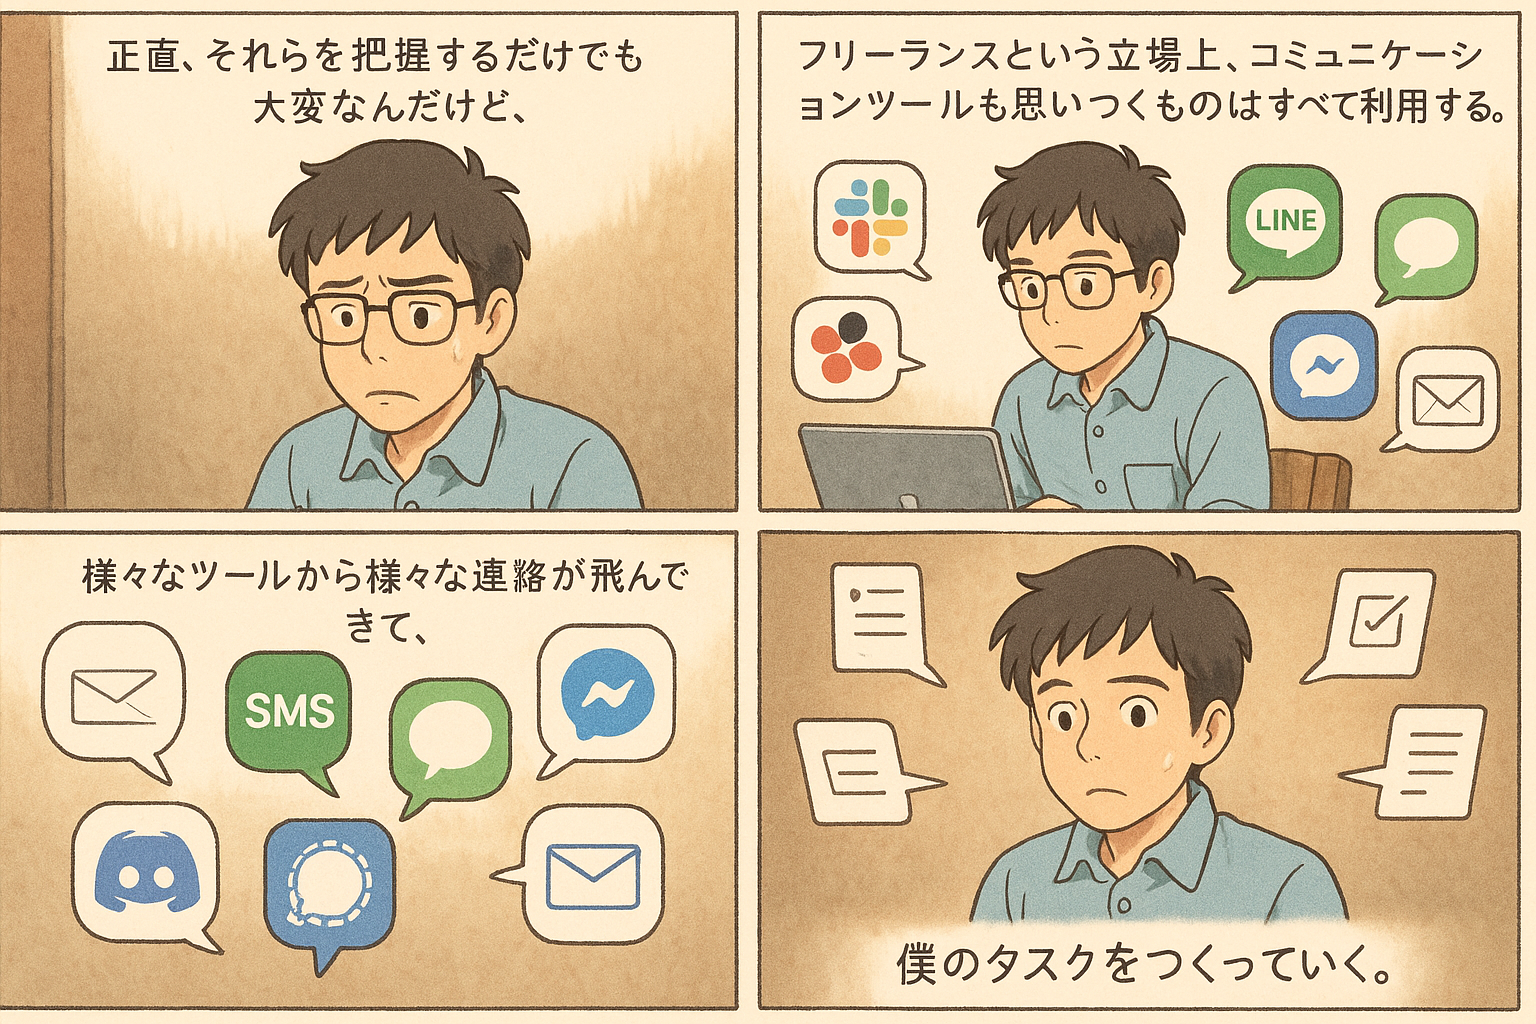 正直、それらを把握するだけでも
大変なんだけど、
フリーランスという立場上、コミュニケーシ
ョンツールも思いつくものはすべて利用する。
LINE
様々なツールから様々な連絡が飛んで
きて、
SMS
僕のタスクをつくっていく。